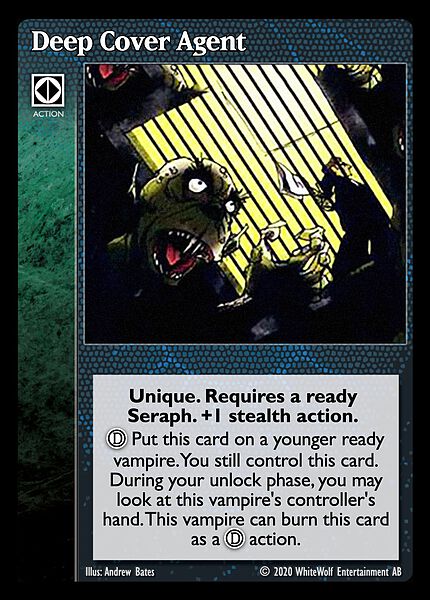 Deep Cover Agent
ACTION
Unique. Requires a ready
Seraph. +1 stealth action.
Ⓓ Put this card on a younger ready
vampire. You still control this card.
During your unlock phase, you may
look at this vampire's controller's
hand. This vampire can burn this card
as a Ⓓ action.
Illus: Andrew Bates
© 2020 WhiteWolf Entertainment AB